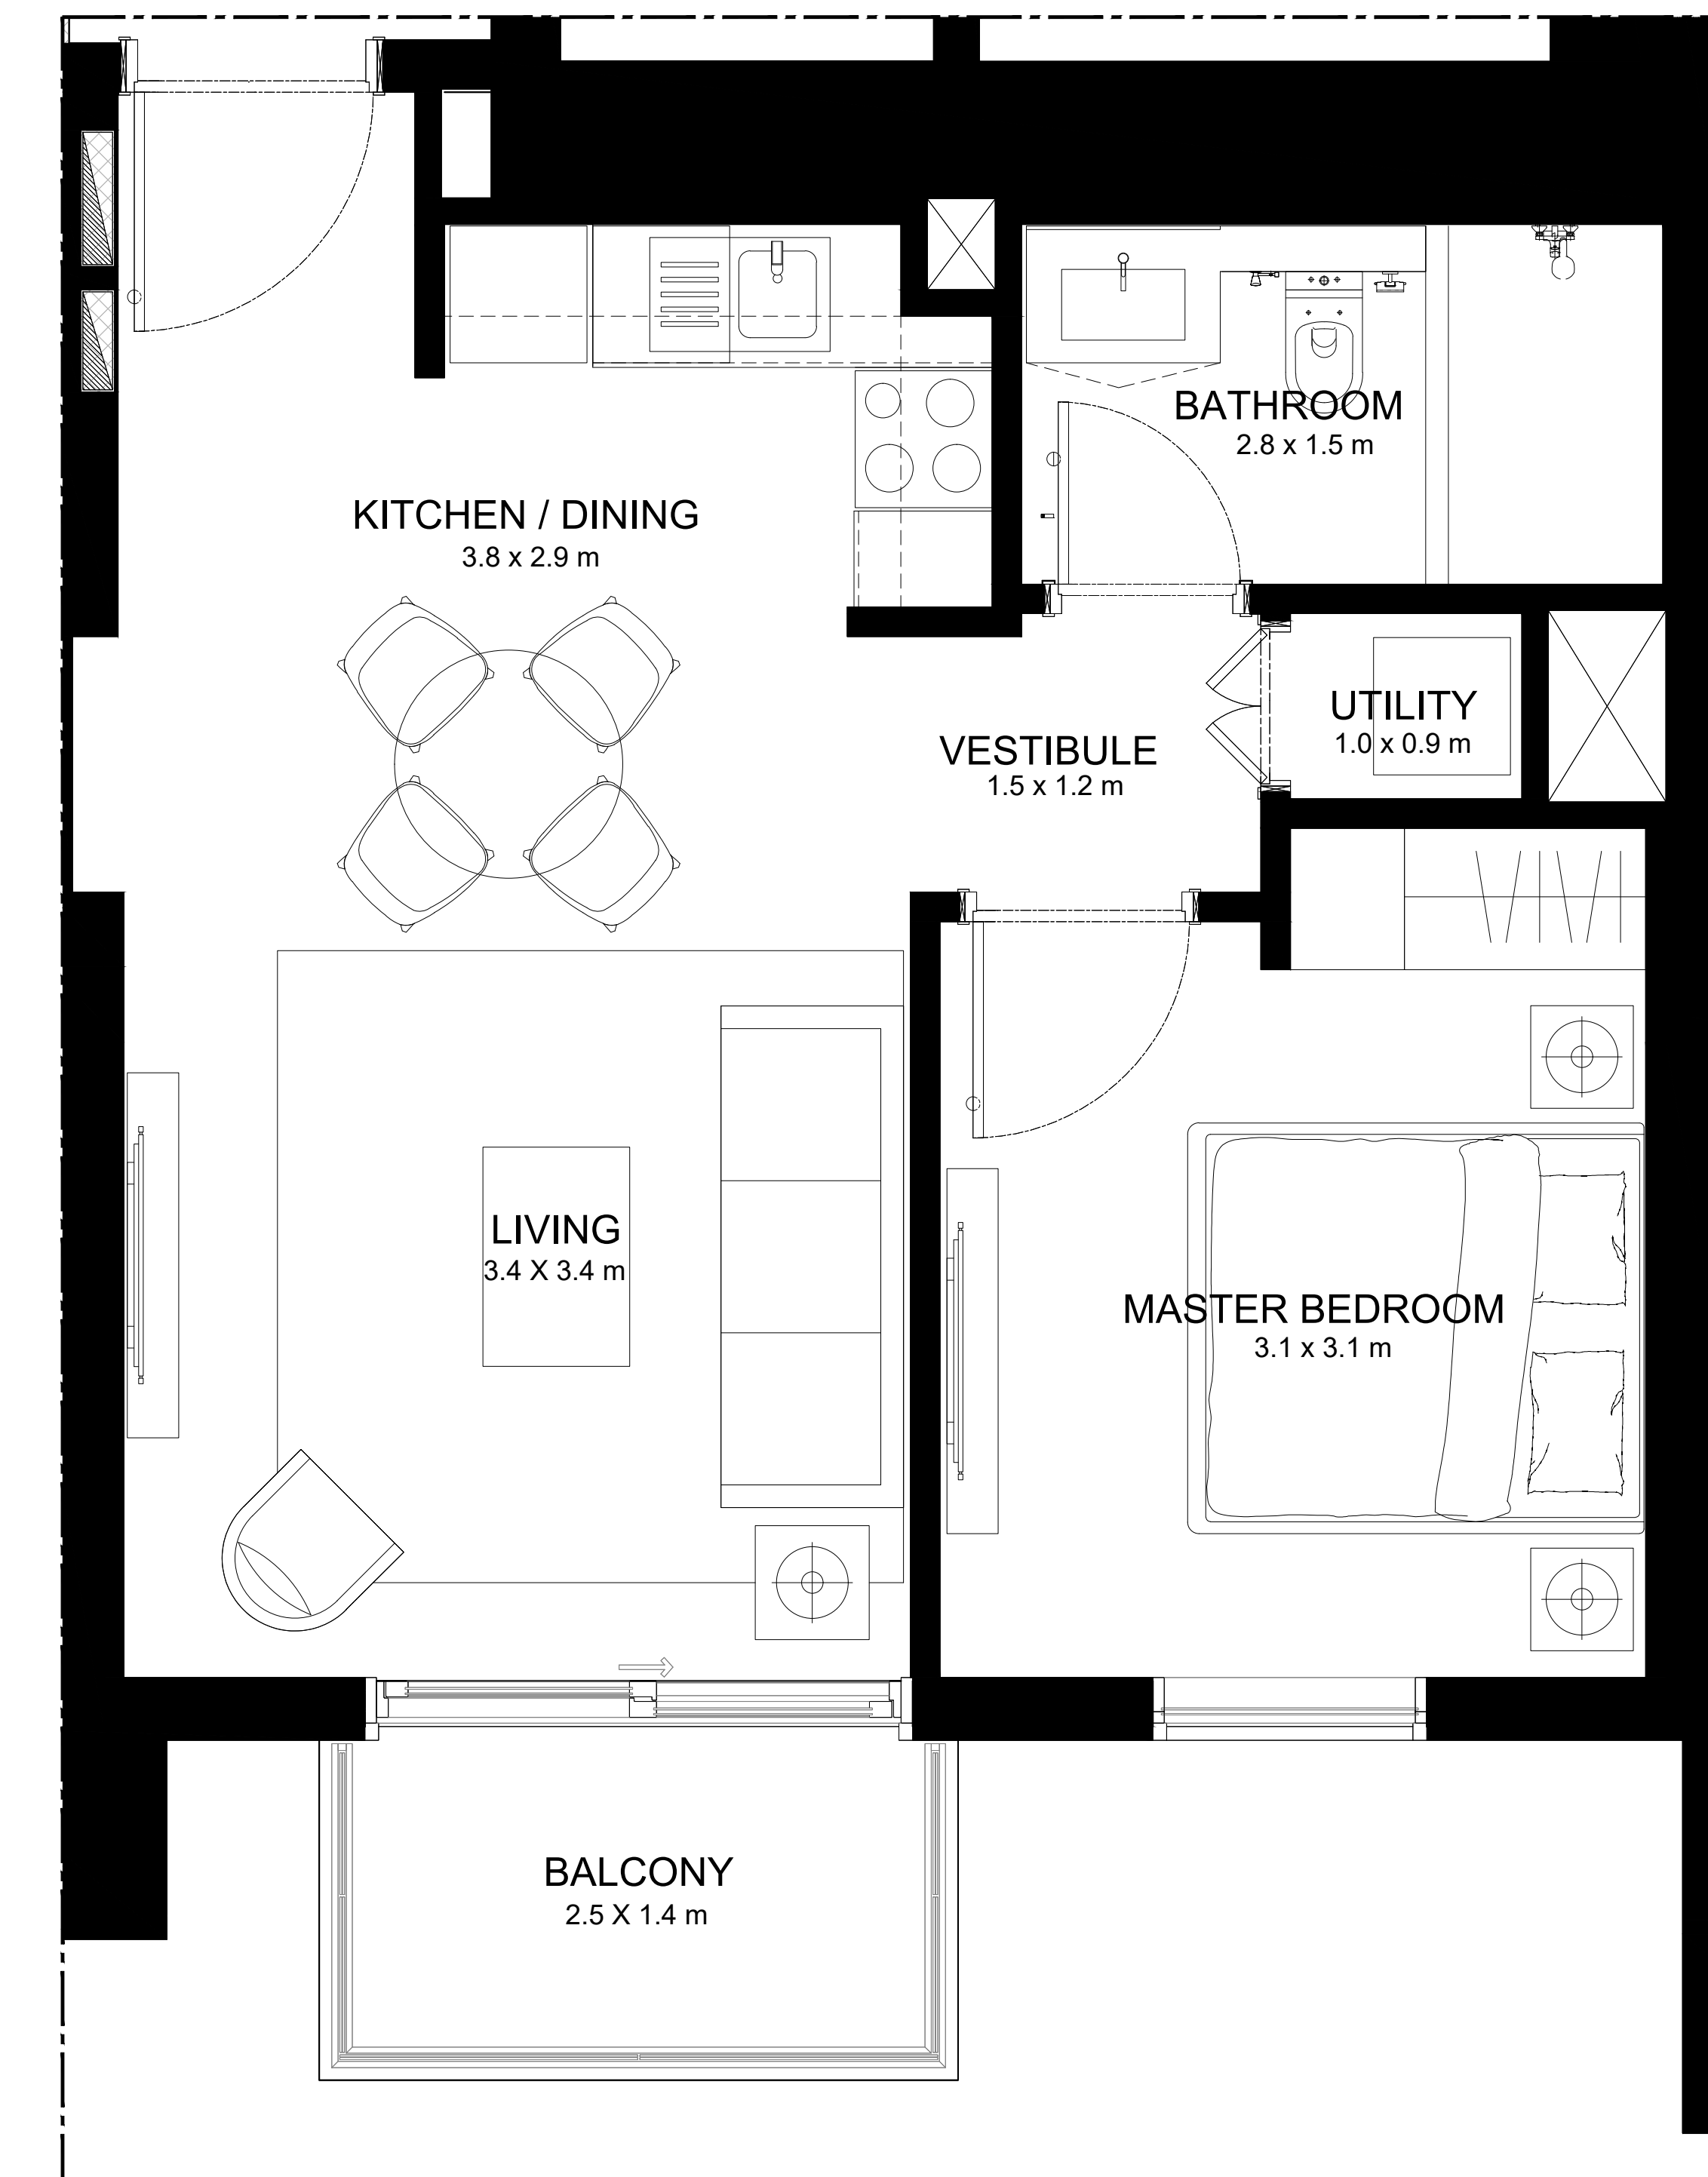 BATHROOM
2.8 x 1.5 m
KITCHEN / DINING
3.8 x 2.9 m
UTILITY
1.0 x 0.9 m
VESTIBULE
1.5 x 1.2 m
LIVING
3.4 X 3.4 m
MASTER BEDROOM
3.1 x 3.1 m
BALCONY
2.5 X 1.4 m